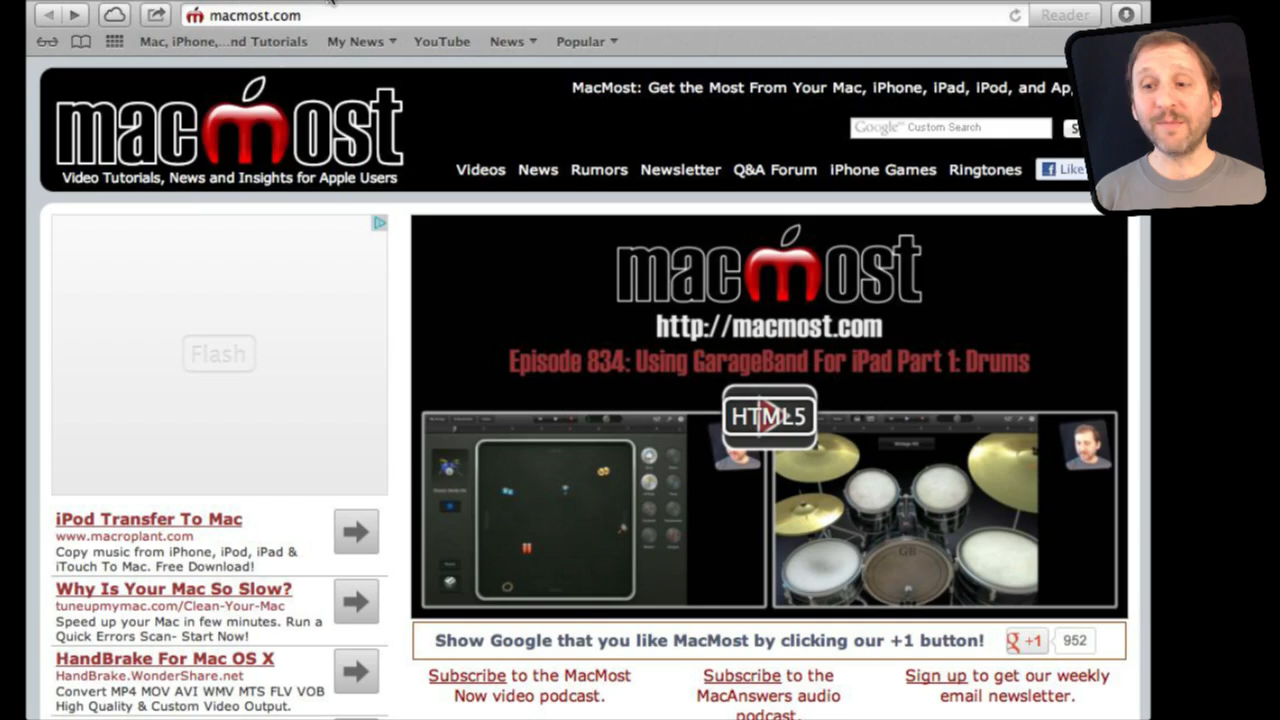 macmost.com
Reader
Mac, iPhone,...nd Tutorials
My News
YouTube
News
Popular
macmost
Video Tutorials, News and Insights for Apple Users
MacMost: Get the Most From Your Mac, iPhone, iPad, iPod, and
Google™ Custom Search
Videos
News
Rumors
Newsletter
Q&A Forum
iPhone Games
Ringtones
Like
Flash
macmost
http://macmost.com
Episode 834: Using GarageBand For iPad Part 1: Drums
HTML5
GB
iPod Transfer To Mac
www.macroplant.com
Copy music from iPhone, iPod, iPad &
iTouch To Mac. Free Download!
Why Is Your Mac So Slow?
tuneupmymac.com/Clean-Your-Mac
Speed up your Mac in few minutes. Run a
Quick Errors Scan- Start Now!
HandBrake For Mac OS X
HandBrake.WonderShare.net
Convert MP4 MOV AVI WMV MTS FLV VOB
High Quality & Custom Video Output.
Show Google that you like MacMost by clicking our +1 button!
g +1
952
Subscribe to the MacMost
Now video podcast.
Subscribe to the
MacAnswers audio
podcast.
Sign up to get our weekly
email newsletter.